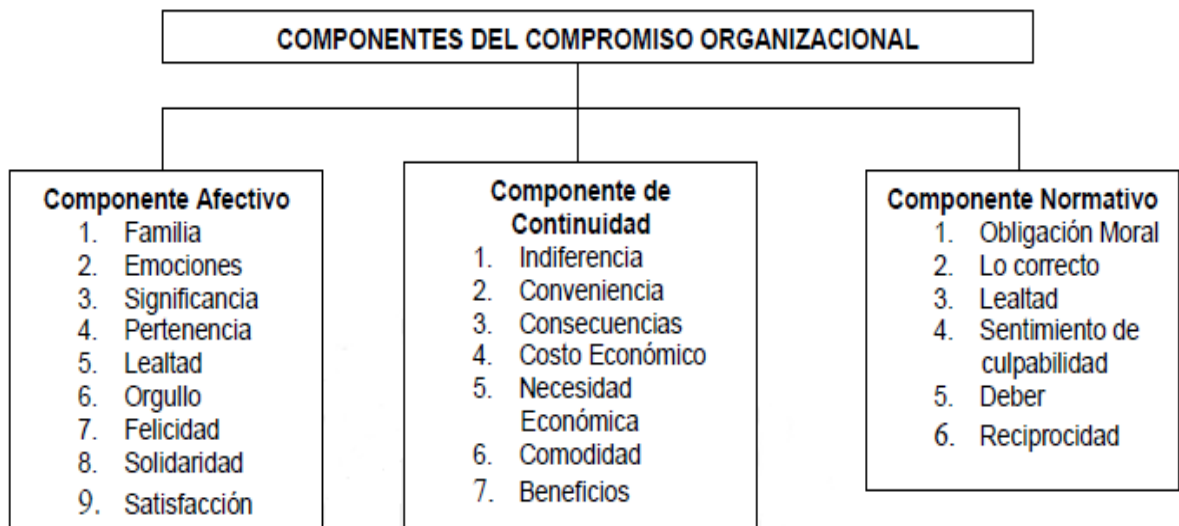 COMPONENTES DEL COMPROMISO ORGANIZACIONAL
Componente Afectivo
1. Familia
2. Emociones
3. Significancia
4. Pertenencia
5. Lealtad
6. Orgullo
7. Felicidad
8. Solidaridad
9. Satisfacción
Componente de
Continuidad
1. Indiferencia
2. Conveniencia
3. Consecuencias
4. Costo Económico
5. Necesidad
Económica
6. Comodidad
7. Beneficios
Componente Normativo
1. Obligación Moral
2. Lo correcto
3. Lealtad
4. Sentimiento de
culpabilidad
5. Deber
6. Reciprocidad